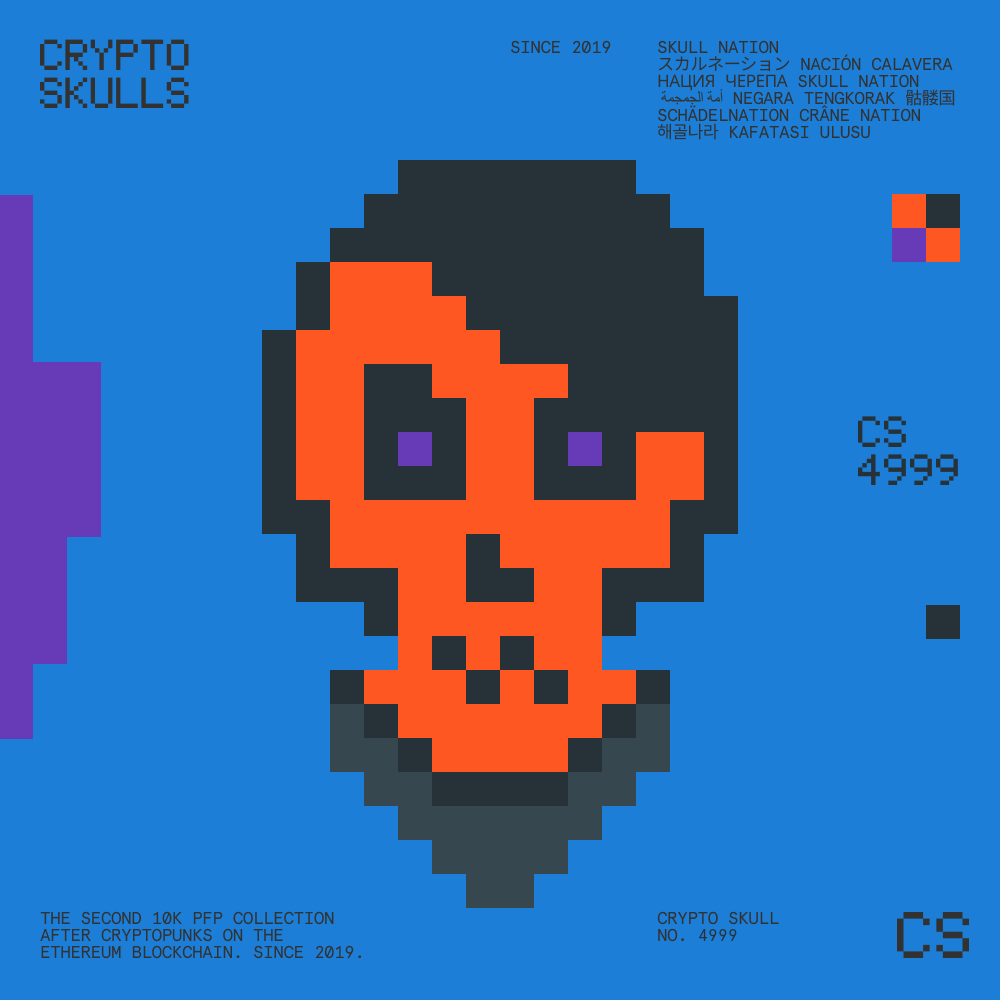 CRYPTO
SKULLS
SINCE 2019
SKULL NATION
スカルネーション NACIÓN CALAVERA
НАЦИЯ ЧЕРЕПА SKULL NATION
أمة الجمجمة NEGARA TENGKORAK 骷髅国
SCHÄDELNATION CRÂNE NATION
해골나라 KAFATASI ULUSU
CS
4999
THE SECOND 10K PFP COLLECTION
AFTER CRYPTOPUNKS ON THE
ETHEREUM BLOCKCHAIN. SINCE 2019.
CRYPTO SKULL
NO. 4999
CS